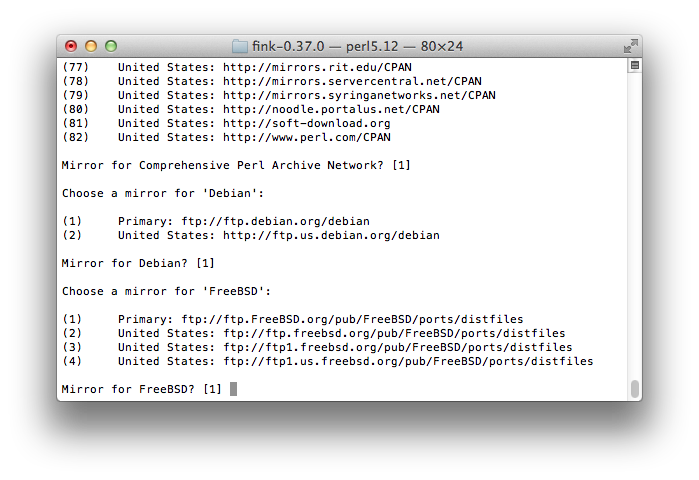 fink-0.37.0 — perl5.12 — 80×24
(77) United States: http://mirrors.rit.edu/CPAN
(78) United States: http://mirrors.servercentral.net/CPAN
(79) United States: http://mirrors.syringanetworks.net/CPAN
(80) United States: http://noodle.portalus.net/CPAN
(81) United States: http://soft-download.org
(82) United States: http://www.perl.com/CPAN
Mirror for Comprehensive Perl Archive Network? [1]
Choose a mirror for 'Debian':
(1) Primary: ftp://ftp.debian.org/debian
(2) United States: http://ftp.us.debian.org/debian
Mirror for Debian? [1]
Choose a mirror for 'FreeBSD':
(1) Primary: ftp://ftp.FreeBSD.org/pub/FreeBSD/ports/distfiles
(2) United States: ftp://ftp.freebsd.org/pub/FreeBSD/ports/distfiles
(3) United States: ftp://ftp1.freebsd.org/pub/FreeBSD/ports/distfiles
(4) United States: ftp://ftp1.us.freebsd.org/pub/FreeBSD/ports/distfiles
Mirror for FreeBSD? [1]